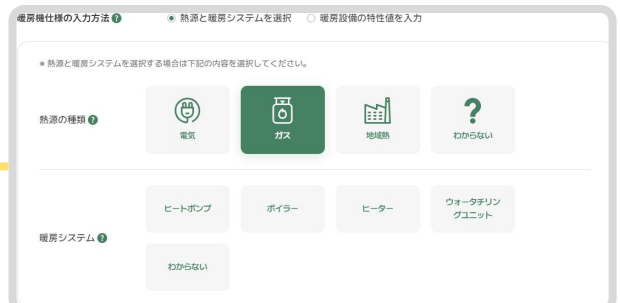 暖房機仕様の入力方法 ? 熱源と暖房システムを選択 暖房設備の特性値を入力
※ 熱源と暖房システムを選択する場合は下記の内容を選択してください。
熱源の種類 ?
電気
ガス
地域熱
?
わからない
暖房システム ?
ヒートポンプ
ボイラー
ヒーター
ウォータチリン
グユニット
わからない